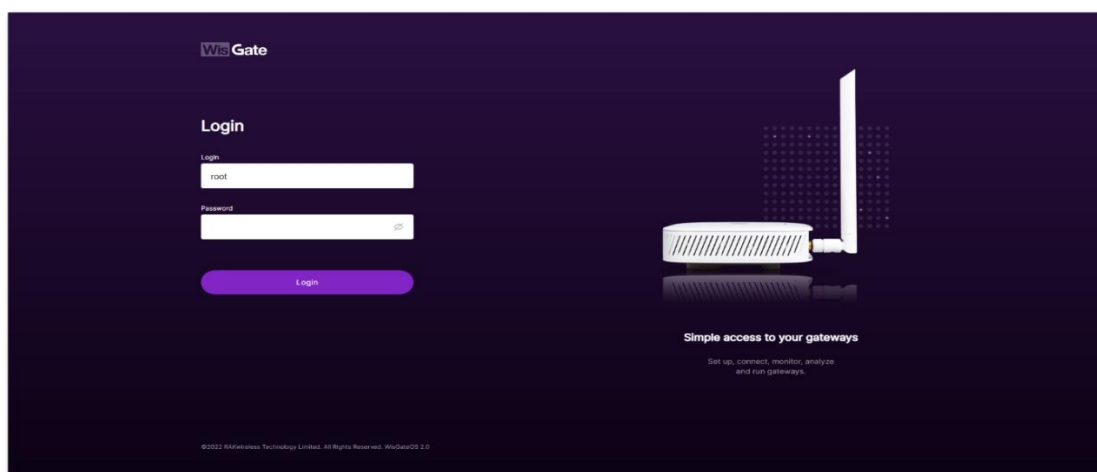 WisGate
Login
Login
root
Password
Login
Simple access to your gateways
Set up, connect, monitor, analyze
and run gateways.
©2022 RAKwireless Technology Limited. All Rights Reserved. WisGateOS 2.0